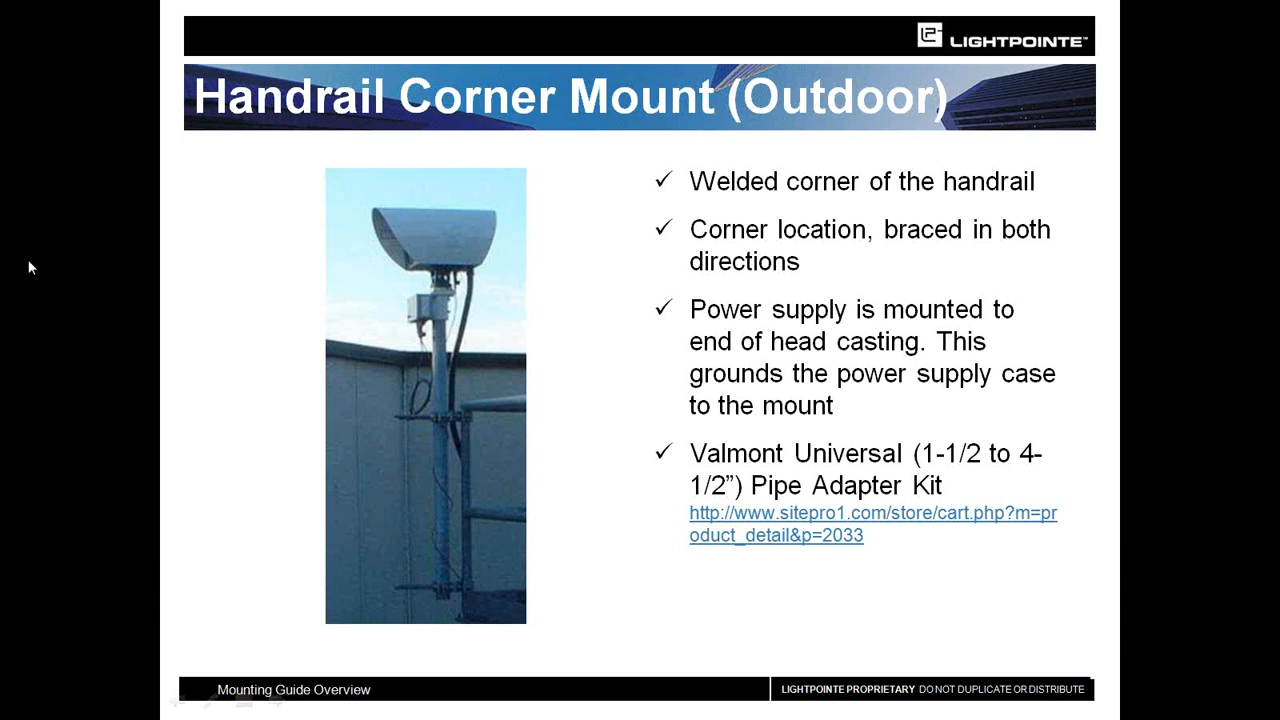 LIGHTPOINTE™
Handrail Corner Mount (Outdoor)
✓ Welded corner of the handrail
✓ Corner location, braced in both
directions
✓ Power supply is mounted to
end of head casting. This
grounds the power supply case
to the mount
✓ Valmont Universal (1-1/2 to 4-
1/2”) Pipe Adapter Kit
http://www.sitepro1.com/store/cart.php?m=pr
oduct_detail&p=2033
Mounting Guide Overview
LIGHTPOINTE PROPRIETARY DO NOT DUPLICATE OR DISTRIBUTE